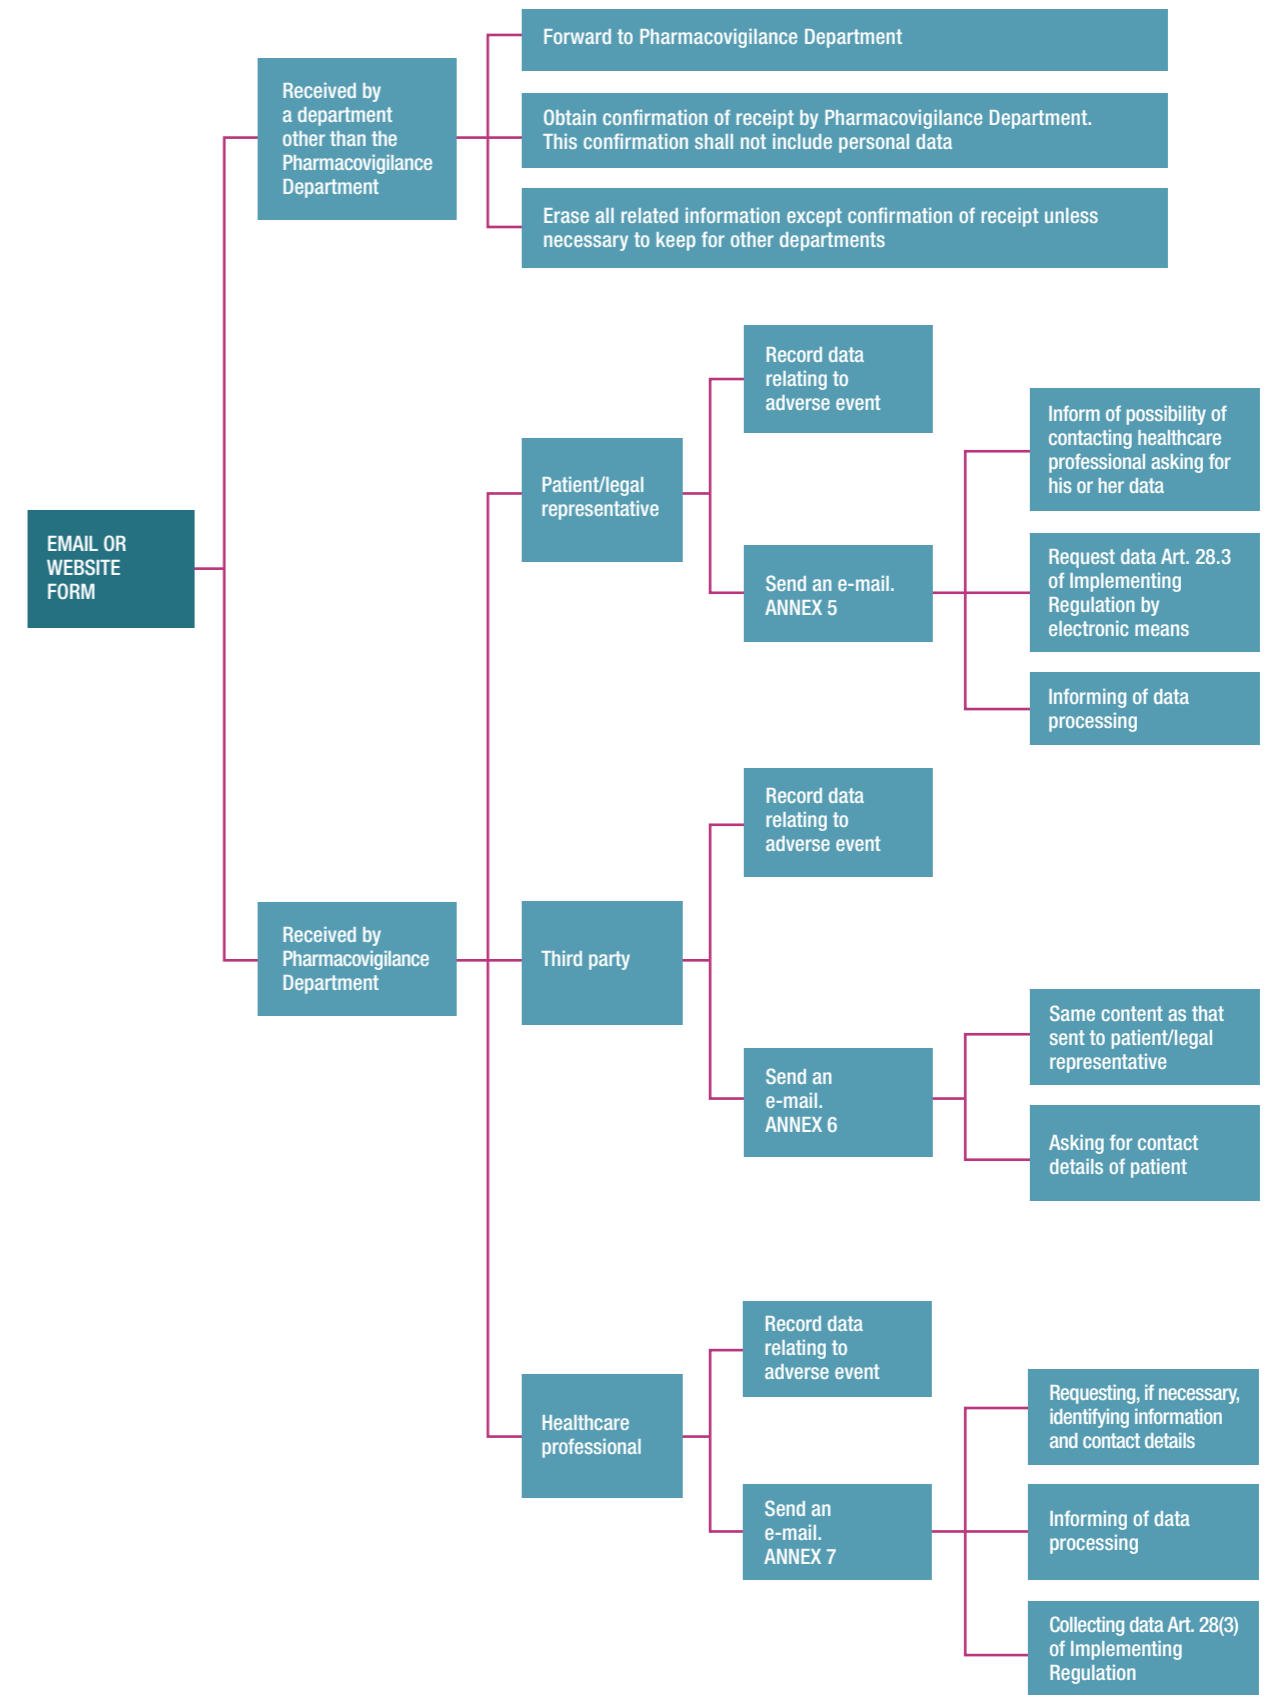 EMAIL OR
WEBSITE
FORM
Received by
a department
other than the
Pharmacovigilance
Department
Forward to Pharmacovigilance Department
Obtain confirmation of receipt by Pharmacovigilance Department.
This confirmation shall not include personal data
Erase all related information except confirmation of receipt unless
necessary to keep for other departments
Received by
Pharmacovigilance
Department
Patient/legal
representative
Record data
relating to
adverse event
Send an e-mail.
ANNEX 5
Inform of possibility of
contacting healthcare
professional asking for
his or her data
Request data Art. 28.3
of Implementing
Regulation by
electronic means
Informing of data
processing
Third party
Record data
relating to
adverse event
Send an
e-mail.
ANNEX 6
Same content as that
sent to patient/legal
representative
Asking for contact
details of patient
Healthcare
professional
Record data
relating to
adverse event
Send an
e-mail.
ANNEX 7
Requesting, if necessary,
identifying information
and contact details
Informing of data
processing
Collecting data Art. 28(3)
of Implementing
Regulation